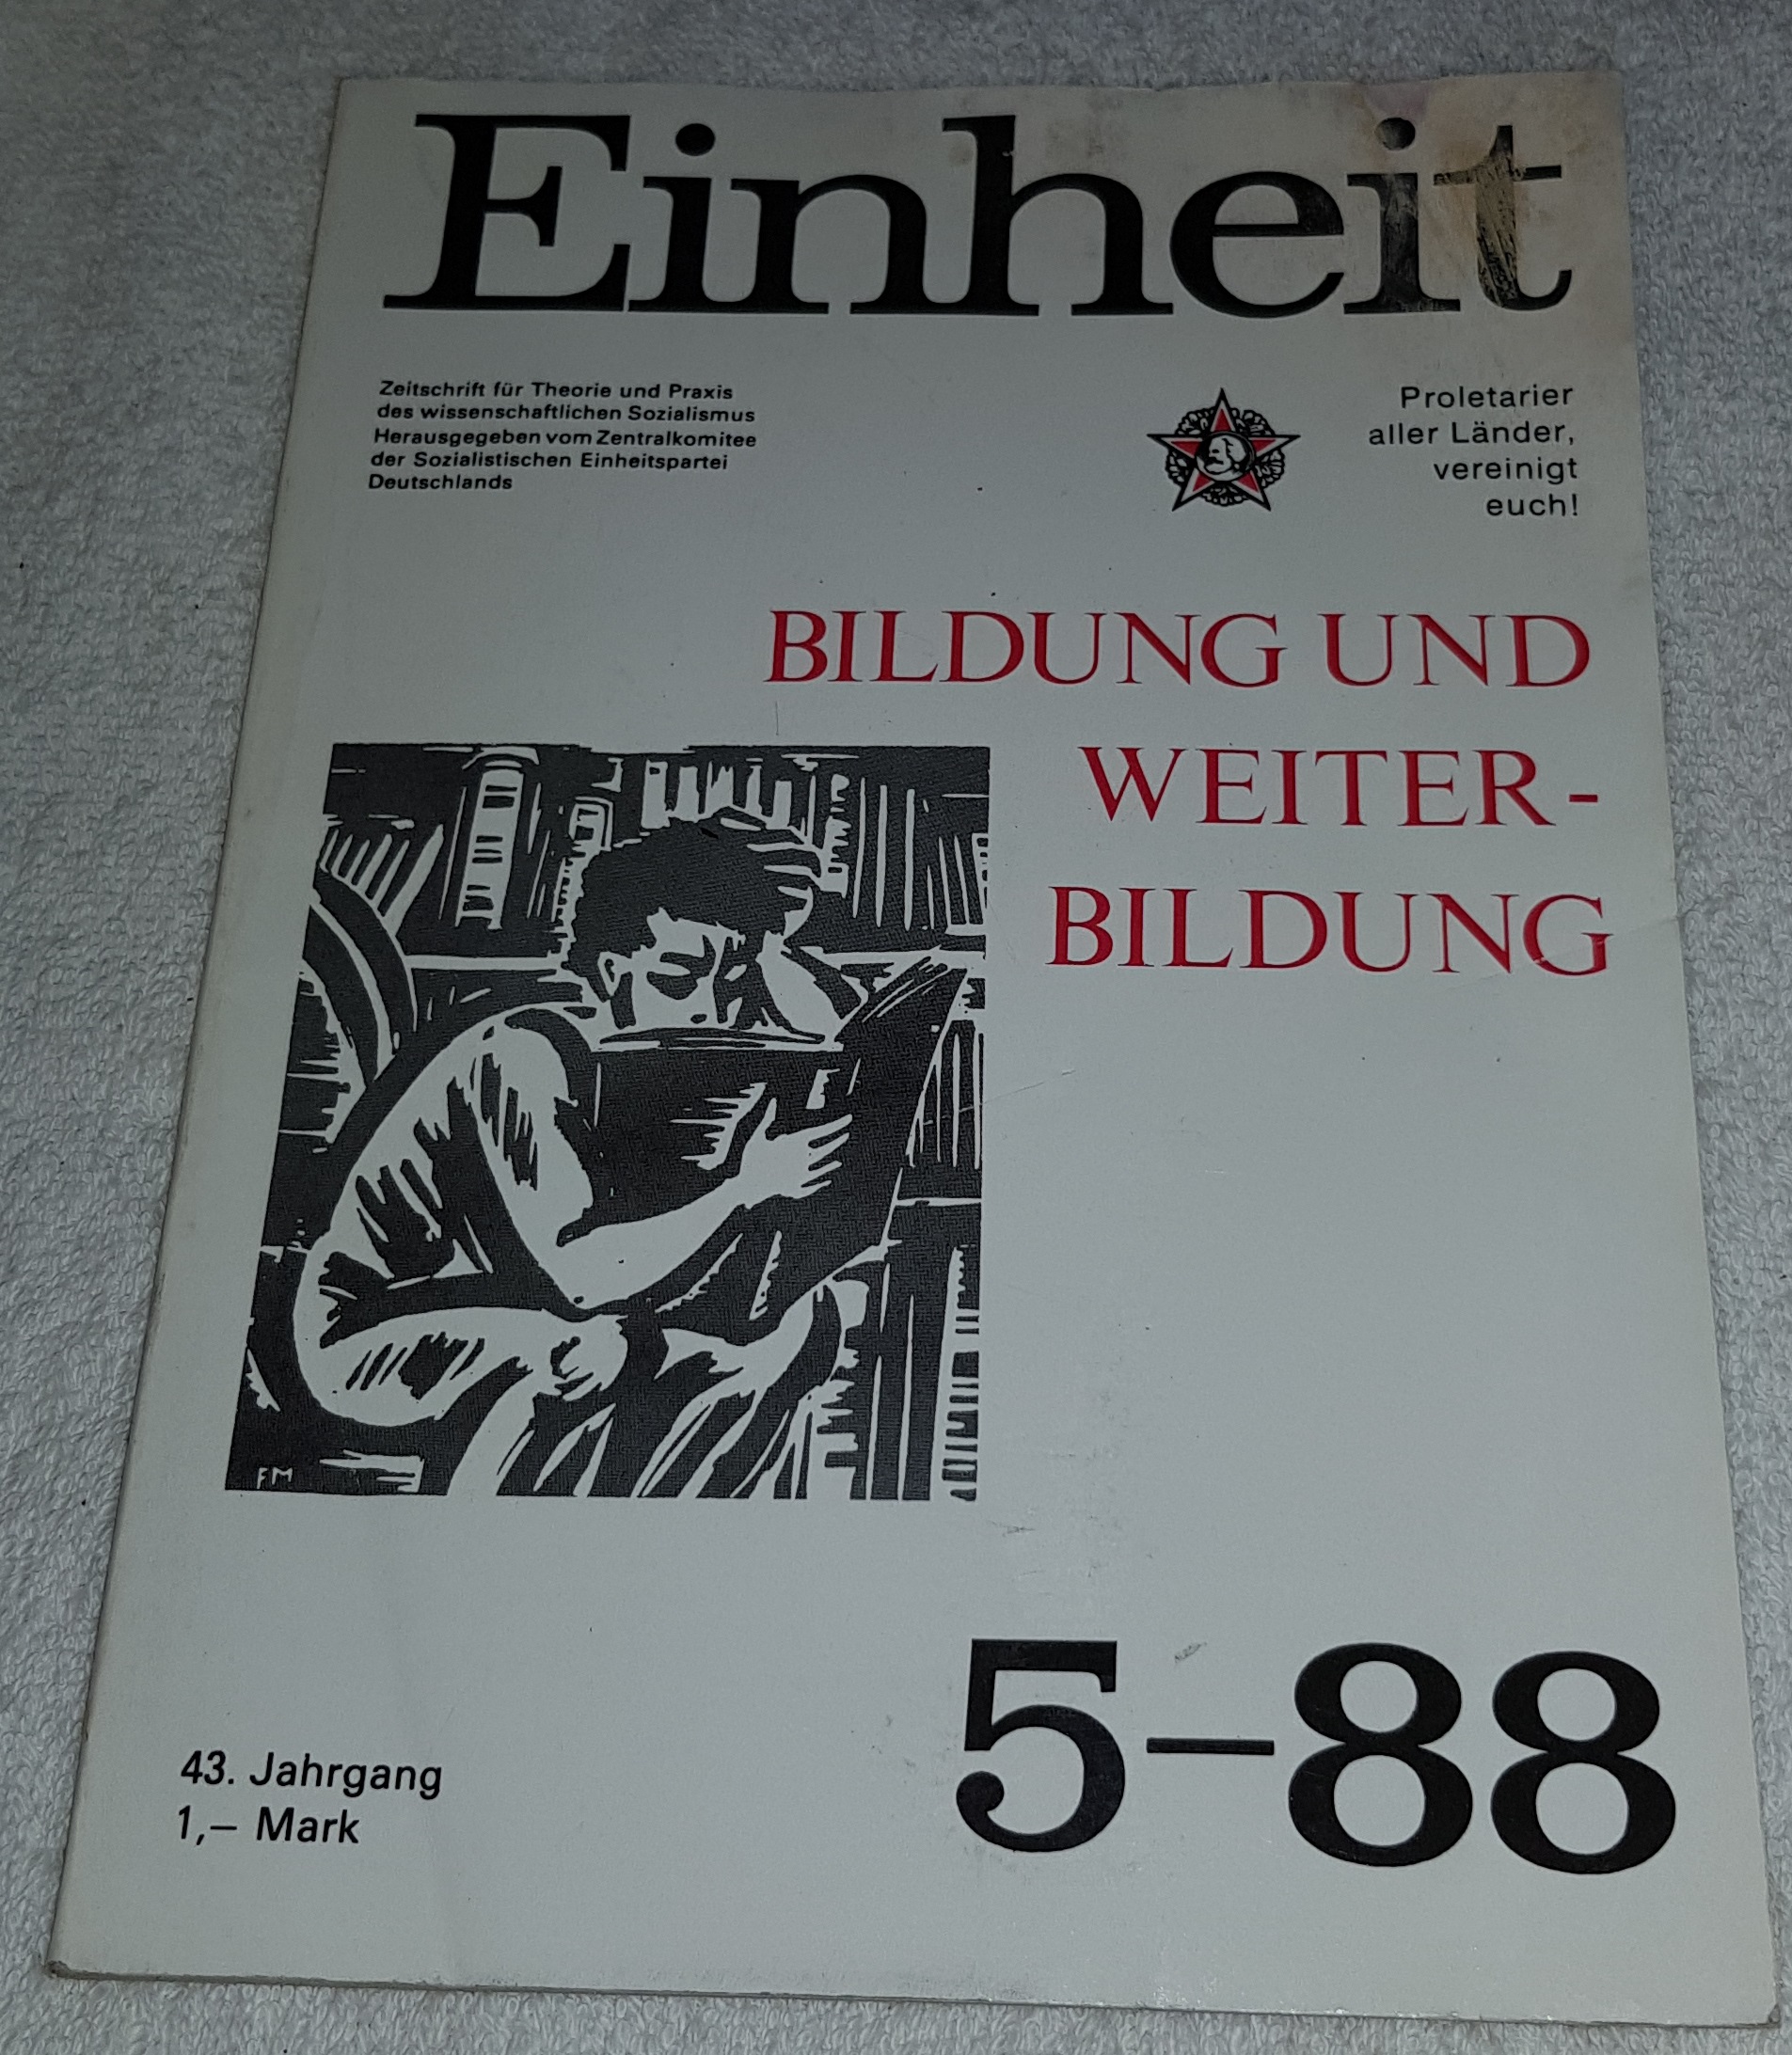 Einheit
Zeitschrift für Theorie und Praxis
des wissenschaftlichen Sozialismus
Herausgegeben vom Zentralkomitee
der Sozialistischen Einheitspartei
Deutschlands
Proletarier
aller Länder,
vereinigt
euch!
BILDUNG UND
WEITER-
BILDUNG
FM
5–88
43. Jahrgang
1,– Mark